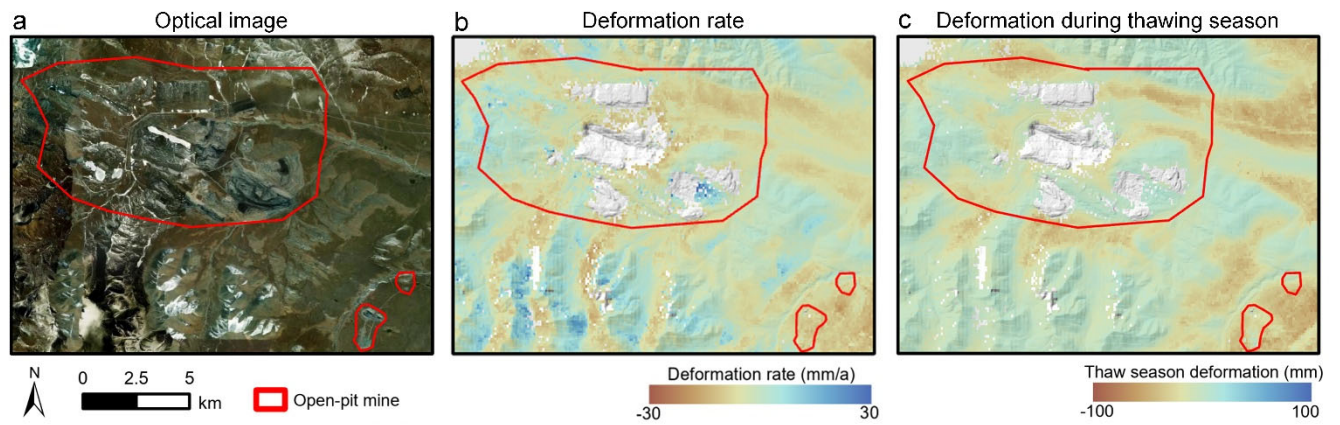 a Optical image
b Deformation rate
c Deformation during thawing season
N
0 2.5 5
km
Open-pit mine
Deformation rate (mm/a)
-30 30
Thaw season deformation (mm)
-100 100